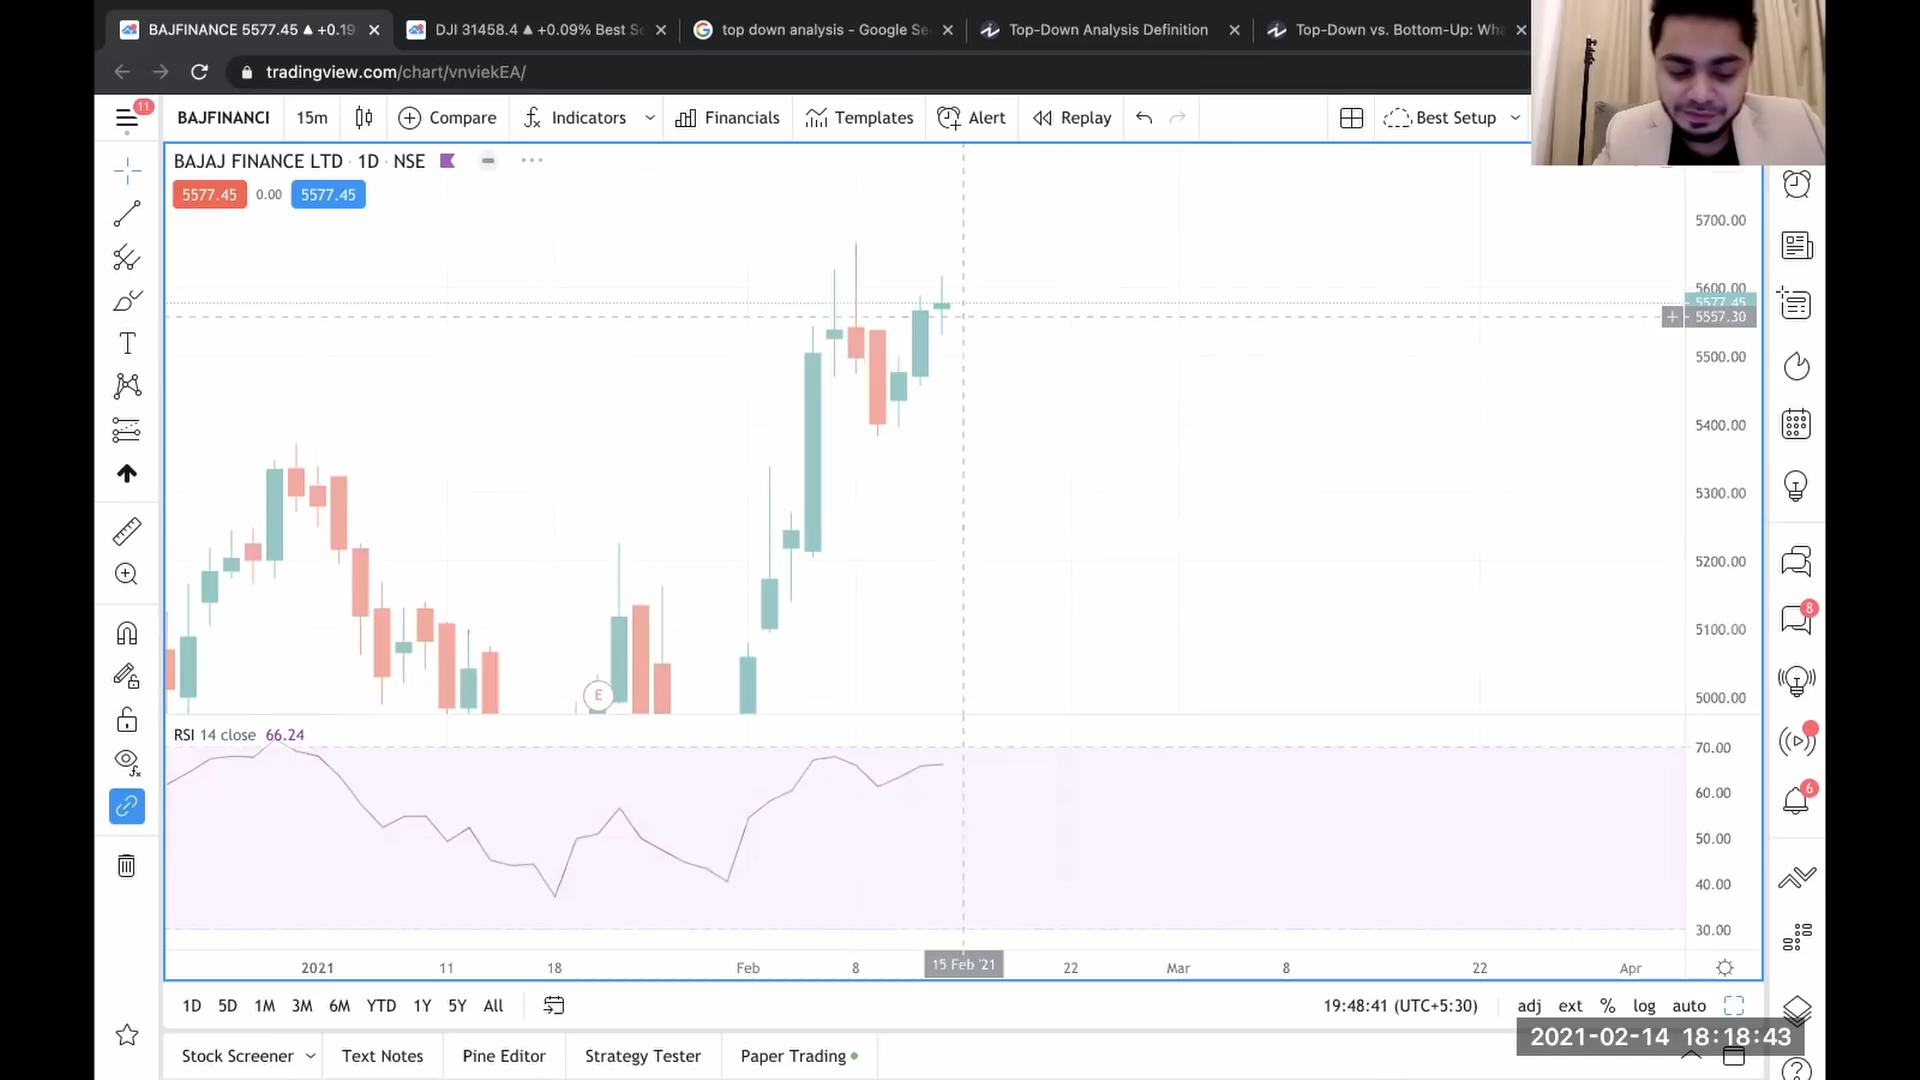 BAJFINANCE 5577.45 ▲ +0.19
DJI 31458.4 ▲ +0.09% Best Sc
top down analysis - Google Se
Top-Down Analysis Definition
Top-Down vs. Bottom-Up: Wha
tradingview.com/chart/vnviekEA/
11
BAJFINANCI
15m
Compare
Indicators
Financials
Templates
Alert
Replay
Best Setup
BAJAJ FINANCE LTD · 1D · NSE
5577.45
0.00
5577.45
5700.00
5600.00
5577.45
5557.30
5500.00
5400.00
5300.00
5200.00
5100.00
5000.00
E
RSI 14 close 66.24
70.00
60.00
50.00
40.00
30.00
8
6
2021
11
18
Feb
8
15 Feb '21
22
Mar
8
22
Apr
1D 5D 1M 3M 6M YTD 1Y 5Y All
19:48:41 (UTC+5:30)
adj ext % log auto
2021-02-14 18:18:43
Stock Screener
Text Notes
Pine Editor
Strategy Tester
Paper Trading